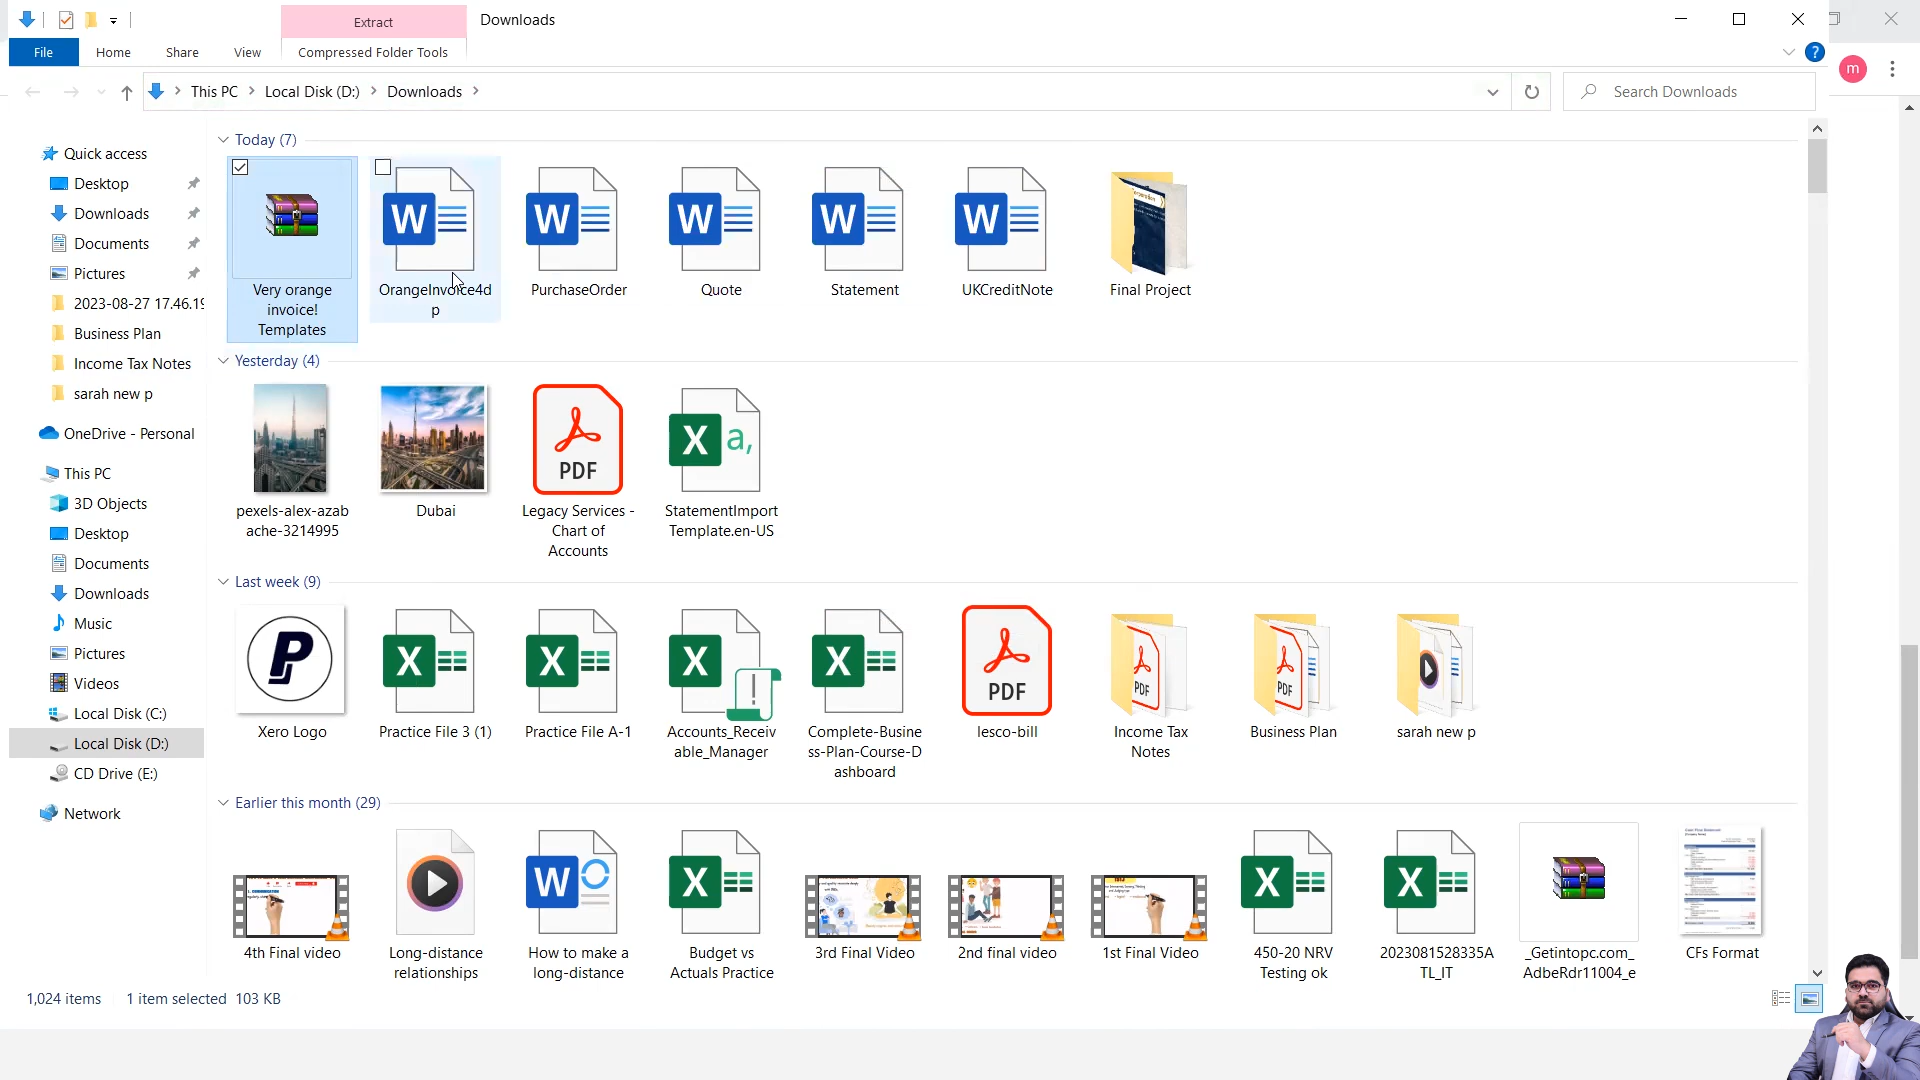 Extract
Downloads
File
Home
Share
View
Compressed Folder Tools
?
m
This PC
Local Disk (D:)
Downloads
Search Downloads
Quick access
Desktop
Downloads
Documents
Pictures
2023-08-27 17.46.19
Business Plan
Income Tax Notes
sarah new p
OneDrive - Personal
This PC
3D Objects
Desktop
Documents
Downloads
Music
Pictures
Videos
Local Disk (C:)
Local Disk (D:)
CD Drive (E:)
Network
Today (7)
Very orange
invoice!
Templates
W
OrangeInvoice4d
p
W
PurchaseOrder
W
Quote
W
Statement
W
UKCreditNote
Final Project
Yesterday (4)
pexels-alex-azab
ache-3214995
Dubai
PDF
Legacy Services -
Chart of
Accounts
X a,
StatementImport
Template.en-US
Last week (9)
P
Xero Logo
X
Practice File 3 (1)
X
Practice File A-1
X
Accounts_Receiv
able_Manager
X
Complete-Busine
ss-Plan-Course-D
ashboard
PDF
lesco-bill
PDF
Income Tax
Notes
PDF
Business Plan
sarah new p
Earlier this month (29)
4th Final video
Long-distance
relationships
W
How to make a
long-distance
X
Budget vs
Actuals Practice
3rd Final Video
2nd final video
1st Final Video
X
450-20 NRV
Testing ok
X
2023081528335A
TL_IT
_Getintopc.com_
AdbeRdr11004_e
CFs Format
1,024 items
1 item selected 103 KB